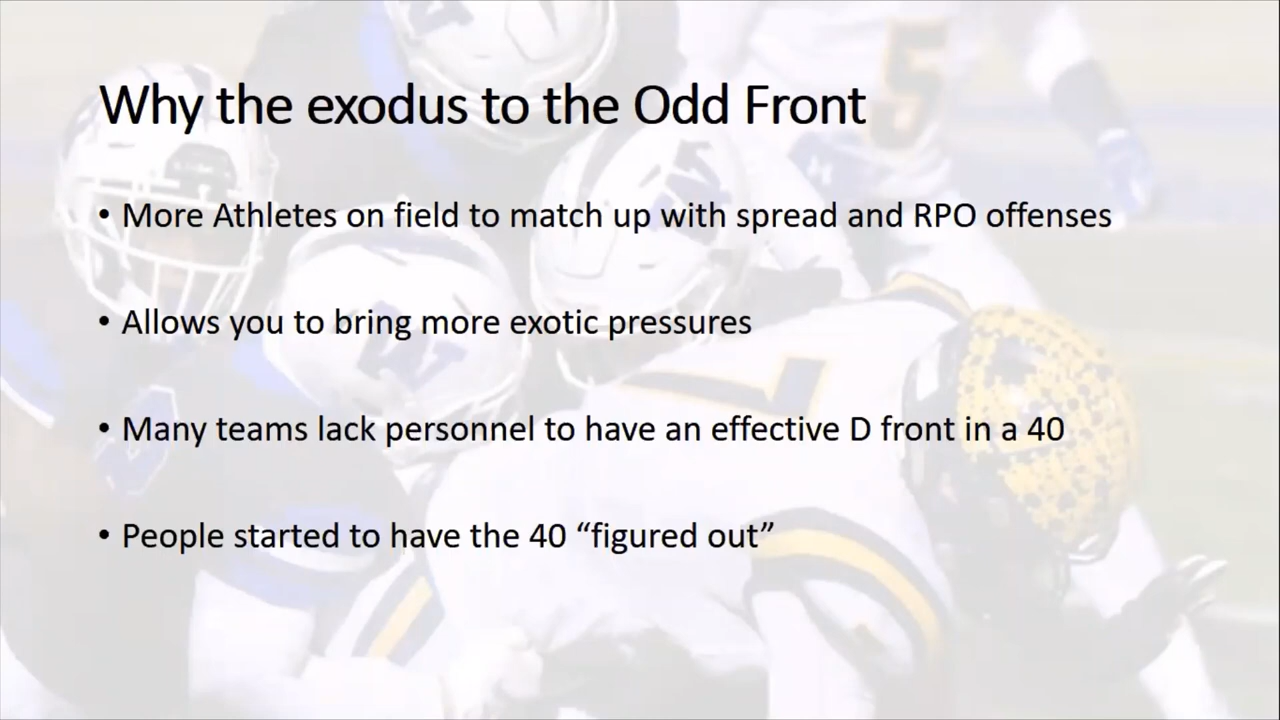 Why the exodus to the Odd Front
• More Athletes on field to match up with spread and RPO offenses
• Allows you to bring more exotic pressures
• Many teams lack personnel to have an effective D front in a 40
• People started to have the 40 “figured out”
5